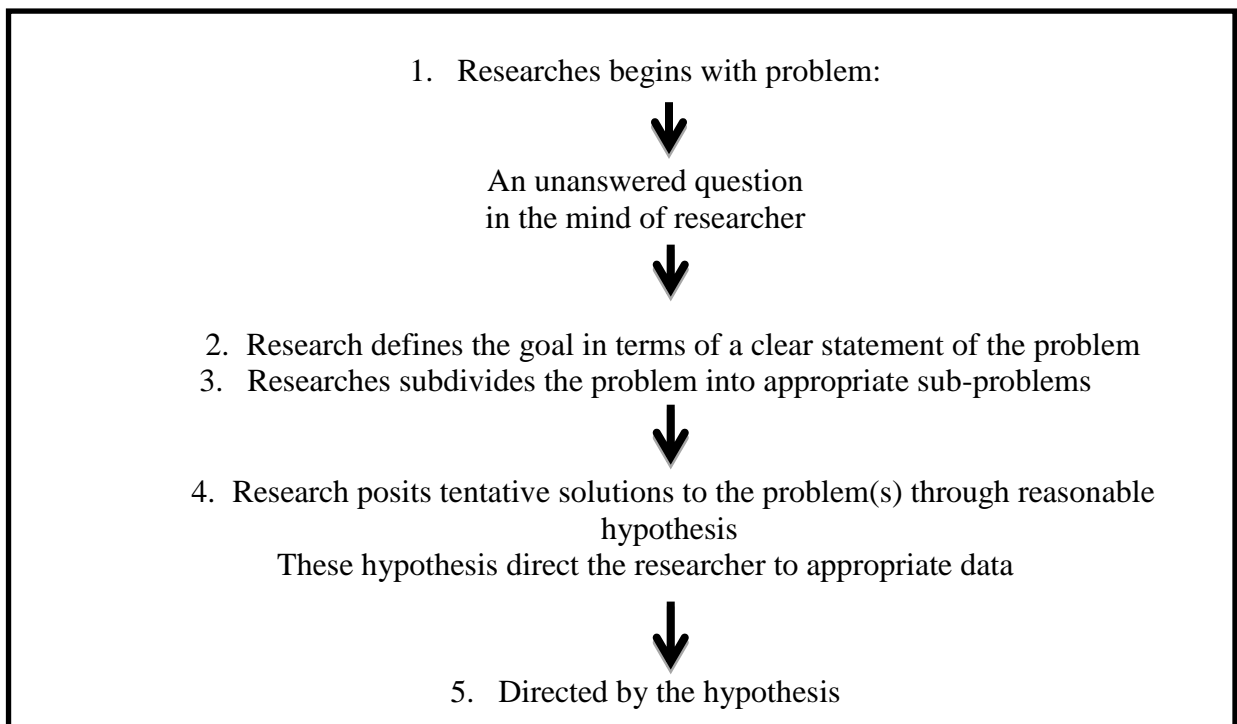 1. Researches begins with problem:
An unanswered question
in the mind of researcher
2. Research defines the goal in terms of a clear statement of the problem
3. Researches subdivides the problem into appropriate sub-problems
4. Research posits tentative solutions to the problem(s) through reasonable
hypothesis
These hypothesis direct the researcher to appropriate data
5. Directed by the hypothesis